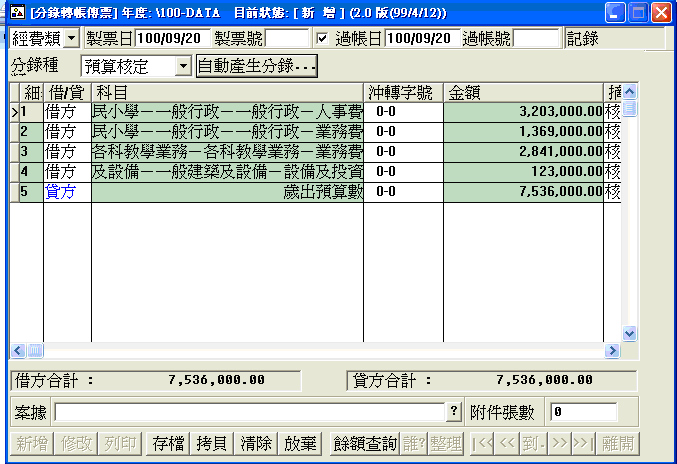 [分錄轉帳傳票] 年度: \100-DATA 目前狀態: [ 新 增 ] (2.0 版(99/4/12))
經費類 製票日 100/09/20 製票號 過帳日 100/09/20 過帳號 記錄
分錄種 預算核定 自動產生分錄...
細 借/貸 科目 沖轉字號 金額
1 借方 民小學－一般行政－一般行政－人事費 0-0 3,203,000.00 核
2 借方 民小學－一般行政－一般行政－業務費 0-0 1,369,000.00 核
3 借方 各科教學業務－各科教學業務－業務費 0-0 2,841,000.00 核
4 借方 及設備－一般建築及設備－設備及投資 0-0 123,000.00 核
5 貸方 歲出預算數 0-0 7,536,000.00 核
借方合計 : 7,536,000.00 貸方合計 : 7,536,000.00
案據 ? 附件張數 0
新增 修改 列印 存檔 拷貝 清除 放棄 餘額查詢 誰? 整理 |<< << 到. >> >>| 離開